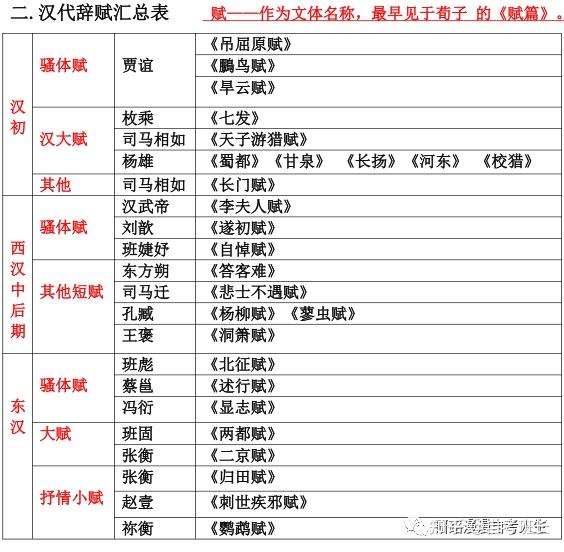 二. 汉代辞赋汇总表 赋——作为文体名称，最早见于荀子 的《赋篇》。
汉初 骚体赋 贾谊 《吊屈原赋》
《鵩鸟赋》
《旱云赋》
汉大赋 枚乘 《七发》
司马相如 《天子游猎赋》
杨雄 《蜀都》《甘泉》 《长扬》《河东》 《校猎》
其他 司马相如 《长门赋》
西汉中后期 骚体赋 汉武帝 《李夫人赋》
刘歆 《遂初赋》
班婕妤 《自悼赋》
其他短赋 东方朔 《答客难》
司马迁 《悲士不遇赋》
孔臧 《杨柳赋》《蓼虫赋》
王褒 《洞箫赋》
东汉 骚体赋 班彪 《北征赋》
蔡邕 《述行赋》
冯衍 《显志赋》
大赋 班固 《两都赋》
张衡 《二京赋》
抒情小赋 张衡 《归田赋》
赵壹 《刺世疾邪赋》
祢衡 《鹦鹉赋》